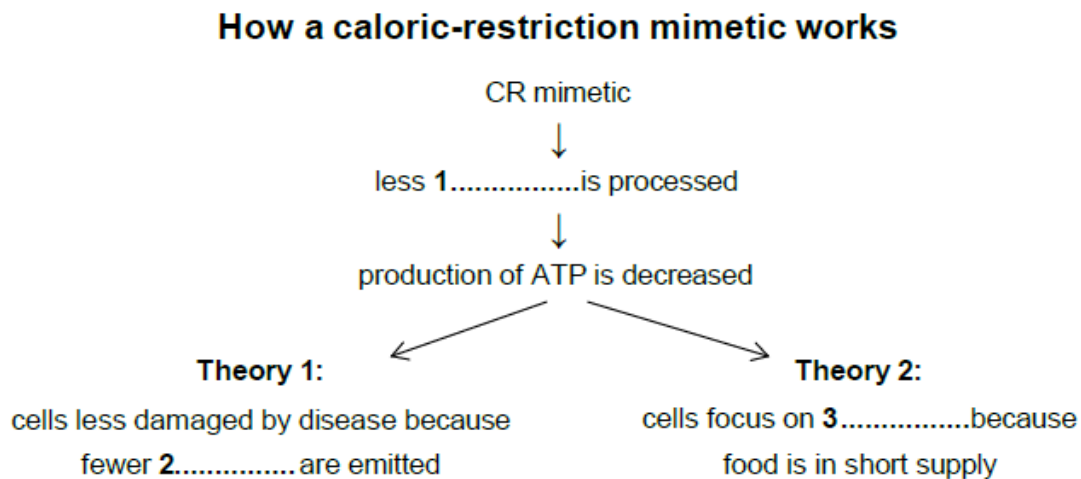 How a caloric-restriction mimetic works
CR mimetic
↓
less 1................is processed
↓
production of ATP is decreased
Theory 1:
cells less damaged by disease because
fewer 2............... are emitted
Theory 2:
cells focus on 3................because
food is in short supply